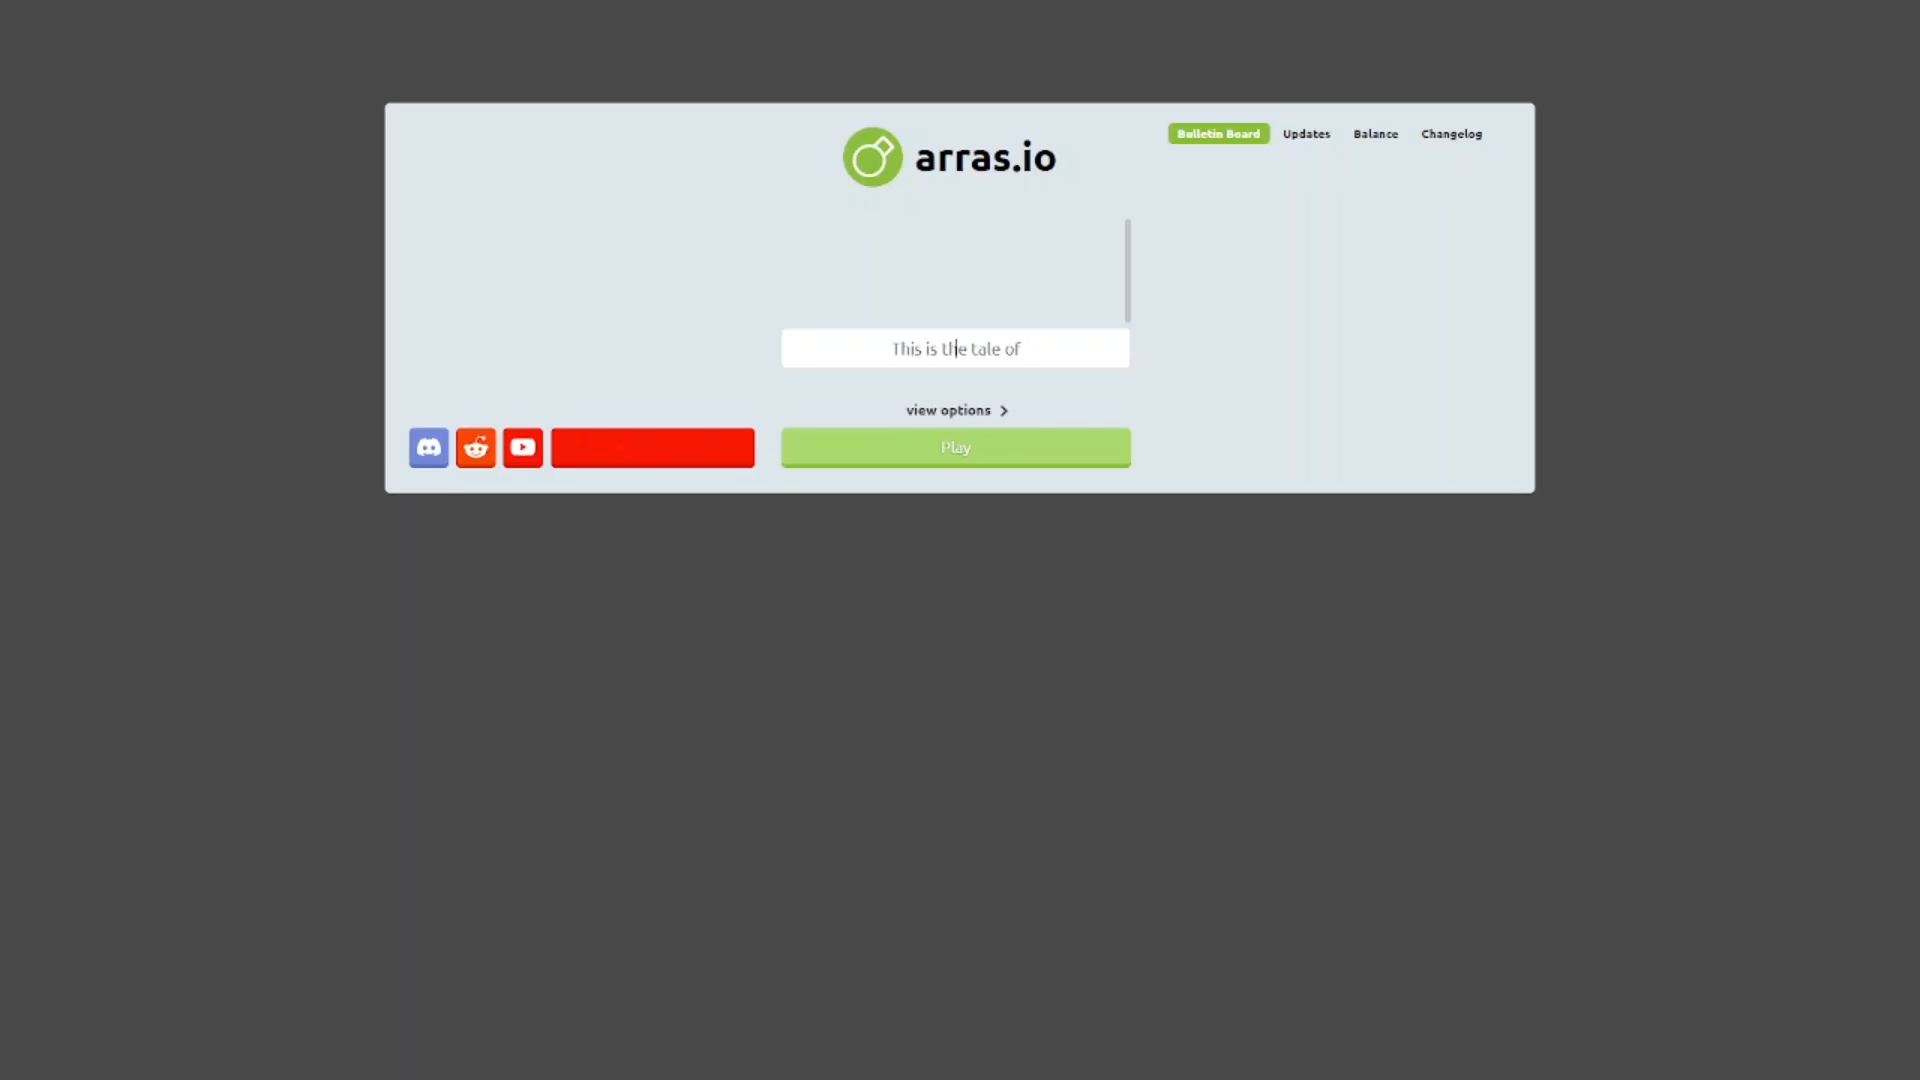 arras.io
Bulletin Board Updates Balance Changelog
This is the tale of
view options
Play